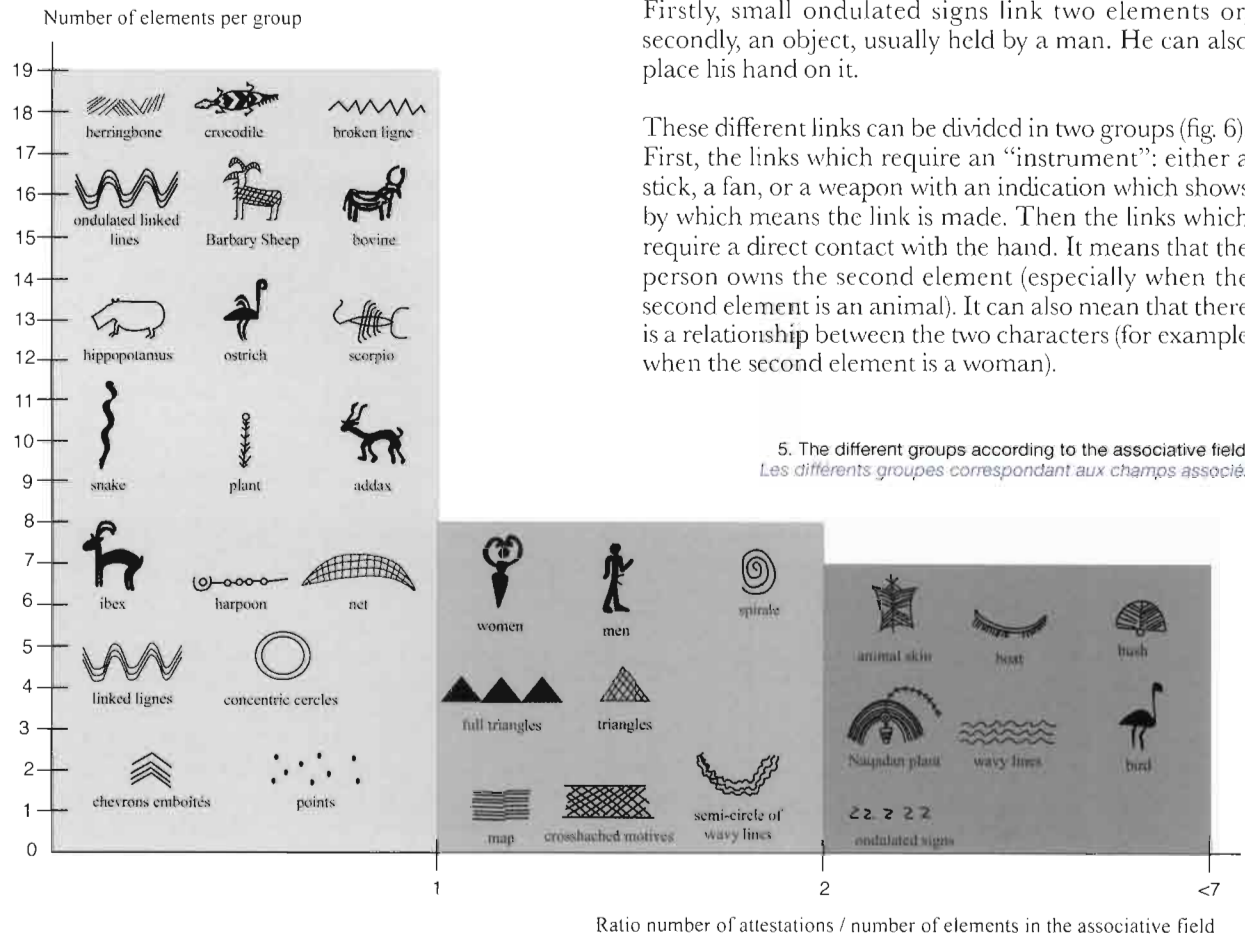 Number of elements per group
Firstly, small ondulated signs link two elements or
secondly, an object, usually held by a man. He can also
place his hand on it.
These different links can be divided in two groups (fig. 6)
First, the links which require an “instrument”: either a
stick, a fan, or a weapon with an indication which shows
by which means the link is made. Then the links which
require a direct contact with the hand. It means that the
person owns the second element (especially when the
second element is an animal). It can also mean that there
is a relationship between the two characters (for example
when the second element is a woman).
5. The different groups according to the associative field
Les différents groupes correspondant aux champs associé
19
18
17
16
15
14
13
12
11
10
9
8
7
6
5
4
3
2
1
0
herringbone crocodile broken ligne
ondulated linked
lines
Barbary Sheep bovine
hippopotamus ostrich scorpio
snake plant addax
ibex harpoon net
linked lignes concentric cercles
chevrons emboîtés points
women men spirale
full triangles triangles
map crosshached motives
semi-circle of
wavy lines
animal skin boat bush
Naqadan plant wavy lines bird
ondulated signs
1 2 <7
Ratio number of attestations / number of elements in the associative field